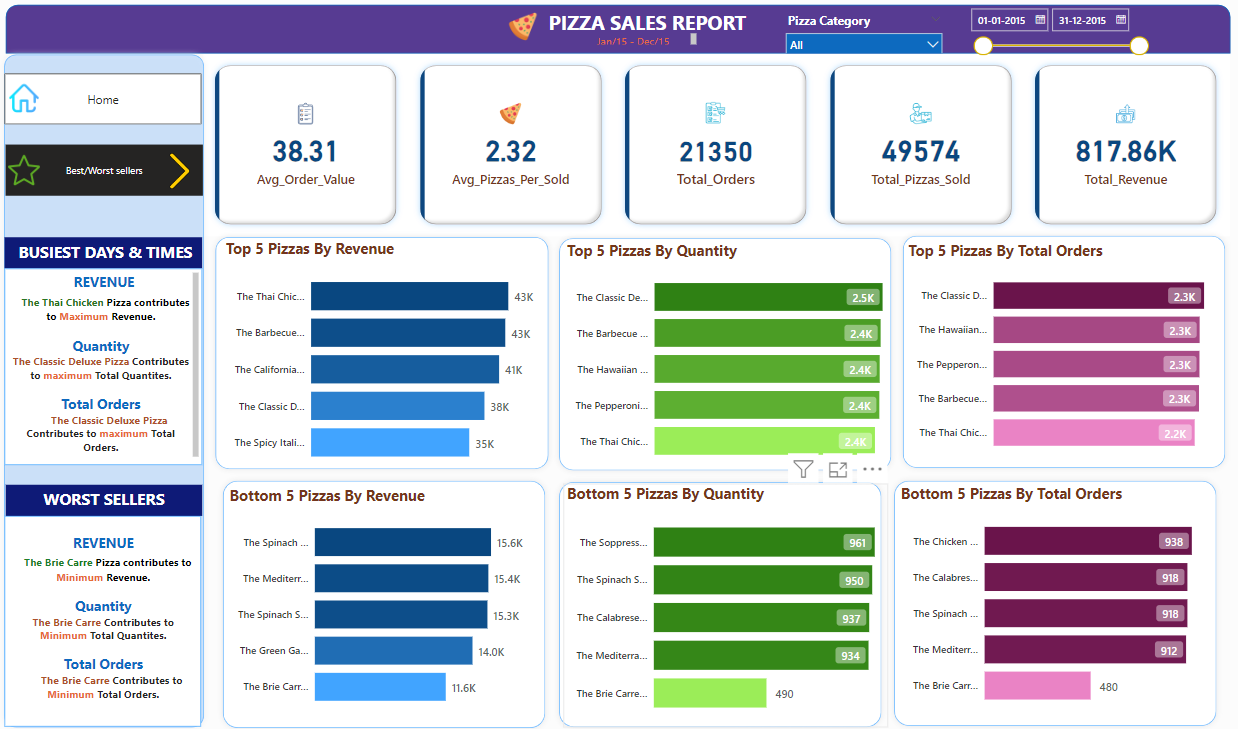 PIZZA SALES REPORT
Jan/15 - Dec/15
Pizza Category
All
01-01-2015
31-12-2015
Home
Best/Worst sellers
38.31
Avg_Order_Value
2.32
Avg_Pizzas_Per_Sold
21350
Total_Orders
49574
Total_Pizzas_Sold
817.86K
Total_Revenue
BUSIEST DAYS & TIMES
REVENUE
The Thai Chicken Pizza contributes
to Maximum Revenue.
Quantity
The Classic Deluxe Pizza Contributes
to maximum Total Quantites.
Total Orders
The Classic Deluxe Pizza
Contributes to maximum Total
Orders.
WORST SELLERS
REVENUE
The Brie Carre Pizza contributes to
Minimum Revenue.
Quantity
The Brie Carre Contributes to
Minimum Total Quantites.
Total Orders
The Brie Carre Contributes to
Minimum Total Orders.
Top 5 Pizzas By Revenue
The Thai Chic... 43K
The Barbecue... 43K
The California... 41K
The Classic D... 38K
The Spicy Itali... 35K
Top 5 Pizzas By Quantity
The Classic De... 2.5K
The Barbecue ... 2.4K
The Hawaiian ... 2.4K
The Pepperoni... 2.4K
The Thai Chic... 2.4K
Top 5 Pizzas By Total Orders
The Classic D... 2.3K
The Hawaiian... 2.3K
The Pepperon... 2.3K
The Barbecue... 2.3K
The Thai Chic... 2.2K
Bottom 5 Pizzas By Revenue
The Spinach ... 15.6K
The Mediterr... 15.4K
The Spinach S... 15.3K
The Green Ga... 14.0K
The Brie Carr... 11.6K
Bottom 5 Pizzas By Quantity
The Soppress... 961
The Spinach S... 950
The Calabrese... 937
The Mediterra... 934
The Brie Carre... 490
Bottom 5 Pizzas By Total Orders
The Chicken ... 938
The Calabres... 918
The Spinach ... 918
The Mediterr... 912
The Brie Carr... 480